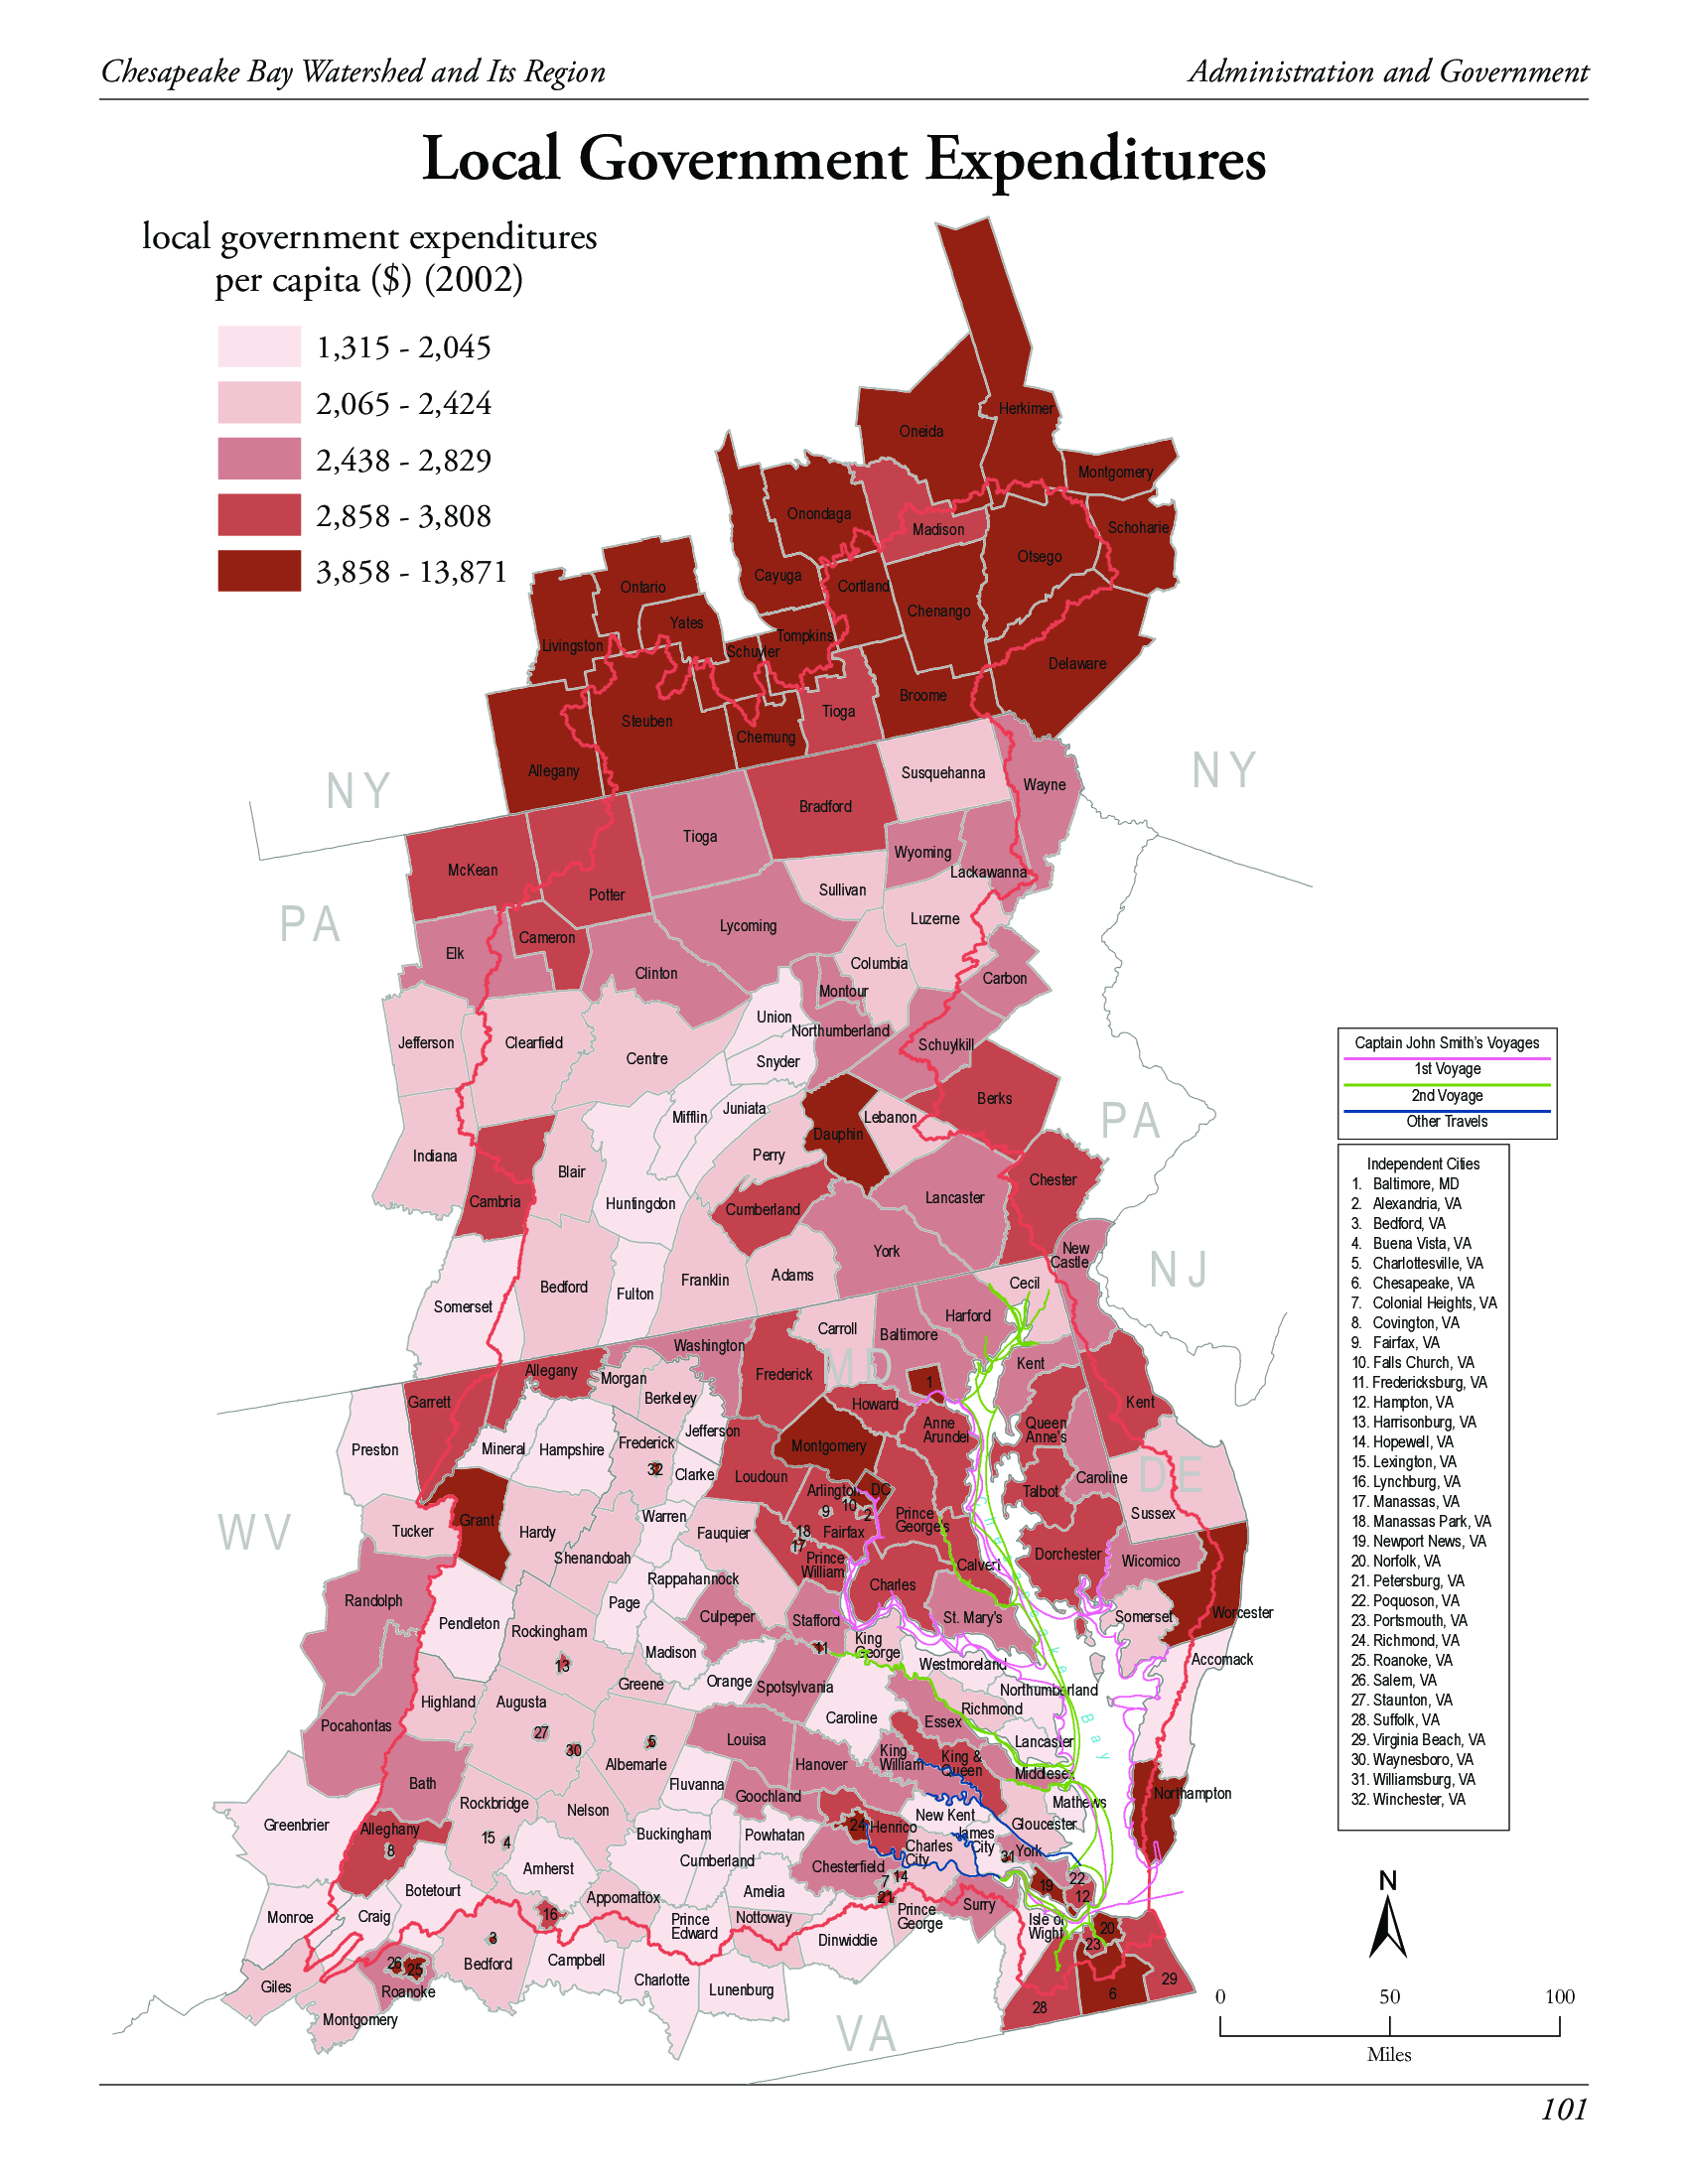 Chesapeake Bay Watershed and Its Region
Administration and Government
Local Government Expenditures
local government expenditures
per capita ($) (2002)
1,315 - 2,045
2,065 - 2,424
2,438 - 2,829
2,858 - 3,808
3,858 - 13,871
Herkimer
Oneida
Montgomery
Onondaga
Madison
Schoharie
Otsego
Cayuga
Cortland
Ontario
Chenango
Yates
Tompkins
Livingston
Schuyler
Delaware
Broome
Steuben
Tioga
Chemung
Allegany
NY
NY
Susquehanna
Wayne
Bradford
Tioga
Wyoming
McKean
Lackawanna
Potter
Sullivan
PA
Luzerne
Lycoming
Cameron
Elk
Columbia
Clinton
Carbon
Montour
Union
Northumberland
Jefferson
Clearfield
Schuylkill
Centre
Snyder
Berks
Juniata
Mifflin
Lebanon
PA
Dauphin
Indiana
Perry
Blair
Chester
Cambria
Huntingdon
Lancaster
Cumberland
York
New
Castle
NJ
Adams
Franklin
Bedford
Fulton
Cecil
Somerset
Harford
Carroll
Baltimore
Washington
MD
Kent
Allegany
Frederick
Morgan
1
Berkeley
Garrett
Howard
Kent
Anne
Arundel
Queen
Anne's
Jefferson
Frederick
Montgomery
Preston
Mineral
Hampshire
32
Clarke
Loudoun
Caroline
DE
Arlington
DC
Talbot
10
9
2
Sussex
Warren
Prince
George's
Grant
WV
Tucker
Hardy
Fauquier
18
Fairfax
17
Shenandoah
Prince
William
Dorchester
Wicomico
Calvert
Rappahannock
Charles
Randolph
Page
Culpeper
Stafford
St. Mary's
Somerset
Worcester
Pendleton
Rockingham
11
King
George
Madison
Accomack
13
Westmoreland
Greene
Orange
Spotsylvania
Northumberland
Highland
Augusta
Richmond
Caroline
Essex
Pocahontas
27
5
Louisa
Lancaster
30
Albemarle
Hanover
King
William
King &
Queen
Chesapeake Bay
Bath
Fluvanna
Middlesex
Goochland
Northampton
Rockbridge
Nelson
Mathews
Greenbrier
New Kent
Gloucester
Alleghany
24
Henrico
15
4
Buckingham
Powhatan
James
City
8
Charles
City
York
31
Cumberland
Amherst
Chesterfield
14
7
22
Botetourt
Amelia
21
19
12
Appomattox
Surry
Monroe
Craig
16
Prince
Edward
Nottoway
Prince
George
Isle of
Wight
20
3
Dinwiddie
23
Campbell
26
25
Bedford
Charlotte
29
Giles
Roanoke
Lunenburg
6
28
Montgomery
VA
Captain John Smith's Voyages
1st Voyage
2nd Voyage
Other Travels
Independent Cities
1. Baltimore, MD
2. Alexandria, VA
3. Bedford, VA
4. Buena Vista, VA
5. Charlottesville, VA
6. Chesapeake, VA
7. Colonial Heights, VA
8. Covington, VA
9. Fairfax, VA
10. Falls Church, VA
11. Fredericksburg, VA
12. Hampton, VA
13. Harrisonburg, VA
14. Hopewell, VA
15. Lexington, VA
16. Lynchburg, VA
17. Manassas, VA
18. Manassas Park, VA
19. Newport News, VA
20. Norfolk, VA
21. Petersburg, VA
22. Poquoson, VA
23. Portsmouth, VA
24. Richmond, VA
25. Roanoke, VA
26. Salem, VA
27. Staunton, VA
28. Suffolk, VA
29. Virginia Beach, VA
30. Waynesboro, VA
31. Williamsburg, VA
32. Winchester, VA
N
0 50 100
Miles
101